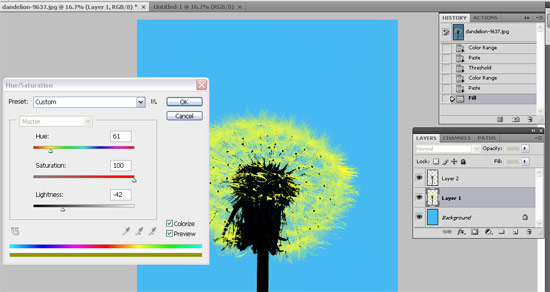 dandelion-9637.jpg @ 16.7% (Layer 1, RGB/8) *
Untitled-1 @ 16.7% (RGB/8)
Hue/Saturation
Preset: Custom
OK
Cancel
Master
Hue: 61
Saturation: 100
Lightness: -42
Colorize
Preview
HISTORY ACTIONS
dandelion-9637.jpg
Color Range
Paste
Threshold
Color Range
Paste
Fill
LAYERS CHANNELS PATHS
Normal Opacity: 100%
Lock: Fill: 100%
Layer 2
Layer 1
Background